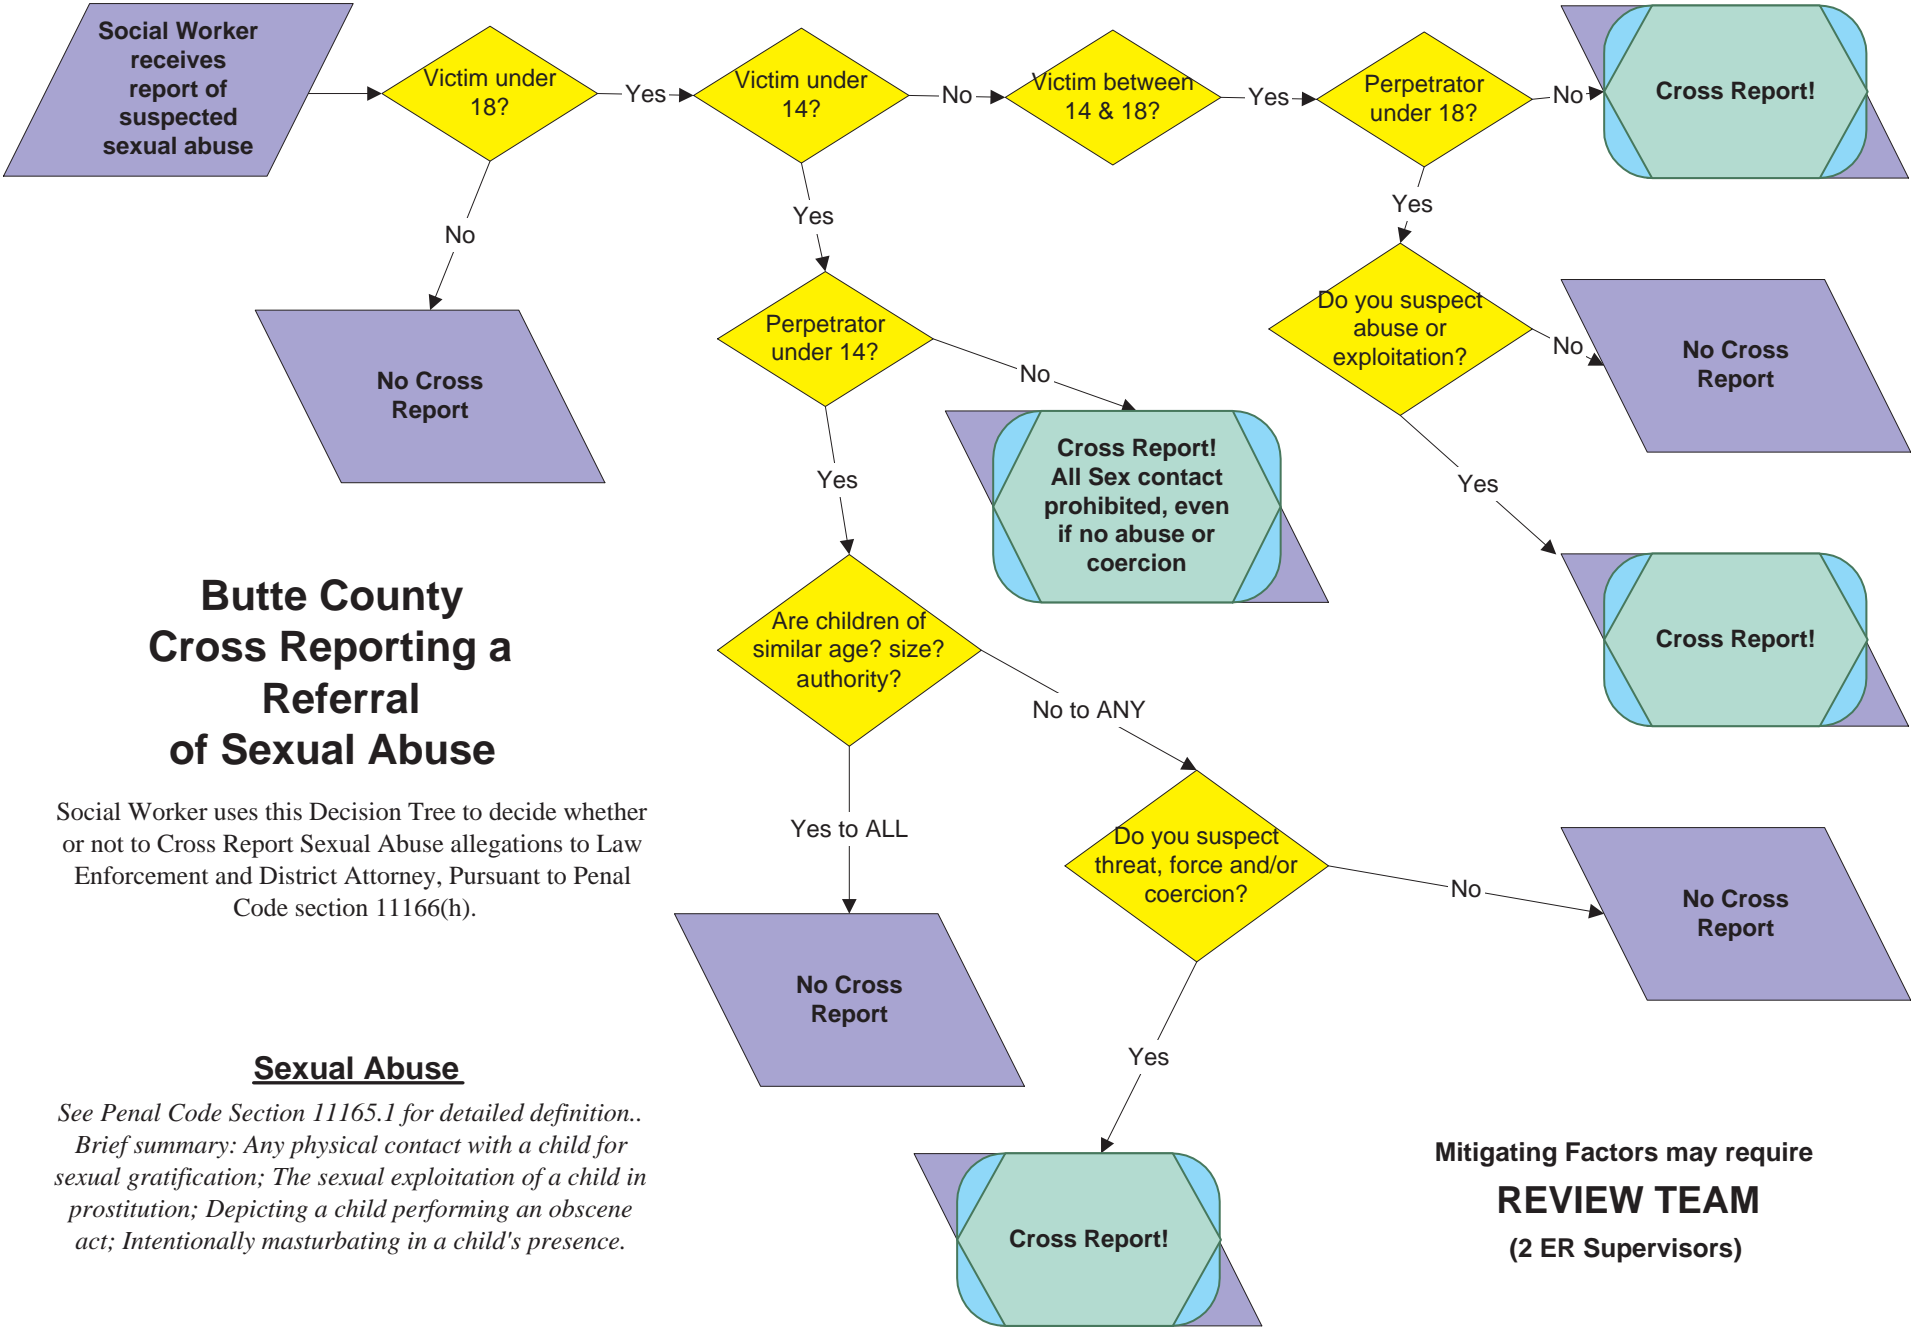 Social Worker
receives
report of
suspected
sexual abuse
Victim under
18?
Yes
Victim under
14?
No
Victim between
14 & 18?
Yes
Perpetrator
under 18?
No
Cross Report!
No
No Cross
Report
Yes
Perpetrator
under 14?
No
Cross Report!
All Sex contact
prohibited, even
if no abuse or
coercion
Yes
Do you suspect
abuse or
exploitation?
No
No Cross
Report
Yes
Cross Report!
Yes
Are children of
similar age? size?
authority?
No to ANY
Yes to ALL
No Cross
Report
Do you suspect
threat, force and/or
coercion?
No
No Cross
Report
Yes
Cross Report!
Butte County
Cross Reporting a
Referral
of Sexual Abuse
Social Worker uses this Decision Tree to decide whether
or not to Cross Report Sexual Abuse allegations to Law
Enforcement and District Attorney, Pursuant to Penal
Code section 11166(h).
Sexual Abuse
See Penal Code Section 11165.1 for detailed definition..
Brief summary: Any physical contact with a child for
sexual gratification; The sexual exploitation of a child in
prostitution; Depicting a child performing an obscene
act; Intentionally masturbating in a child's presence.
Mitigating Factors may require
REVIEW TEAM
(2 ER Supervisors)